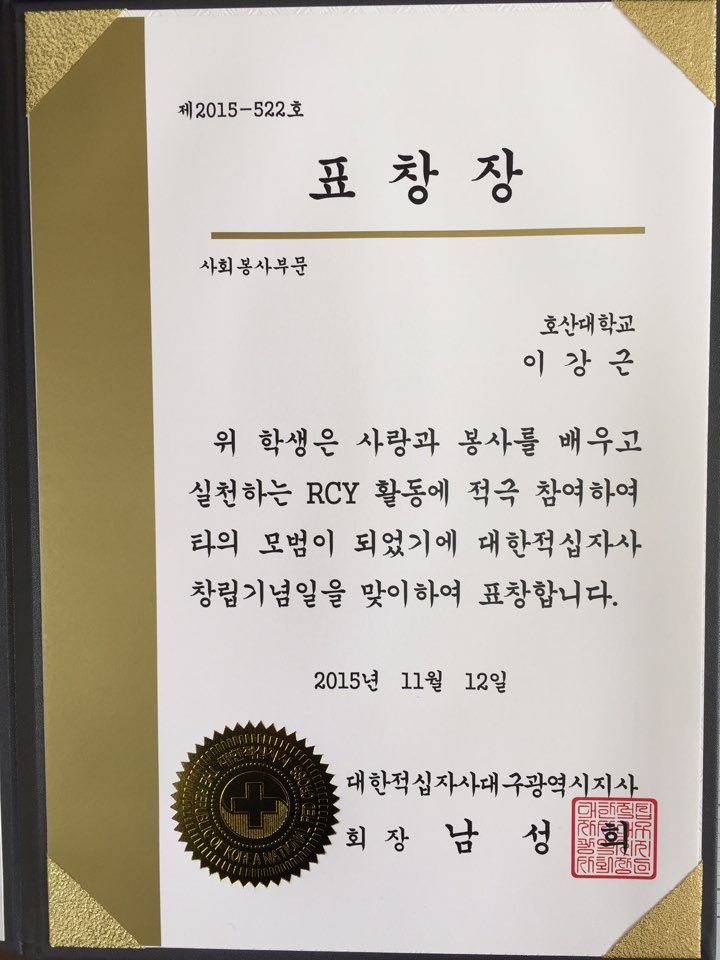 제2015-522호
표 창 장
사회봉사부문
호산대학교
이 강 근
위 학생은 사랑과 봉사를 배우고
실천하는 RCY 활동에 적극 참여하여
타의 모범이 되었기에 대한적십자사
창립기념일을 맞이하여 표창합니다.
2015년 11월 12일
대한적십자사대구광역시지사
회 장 남 성 희